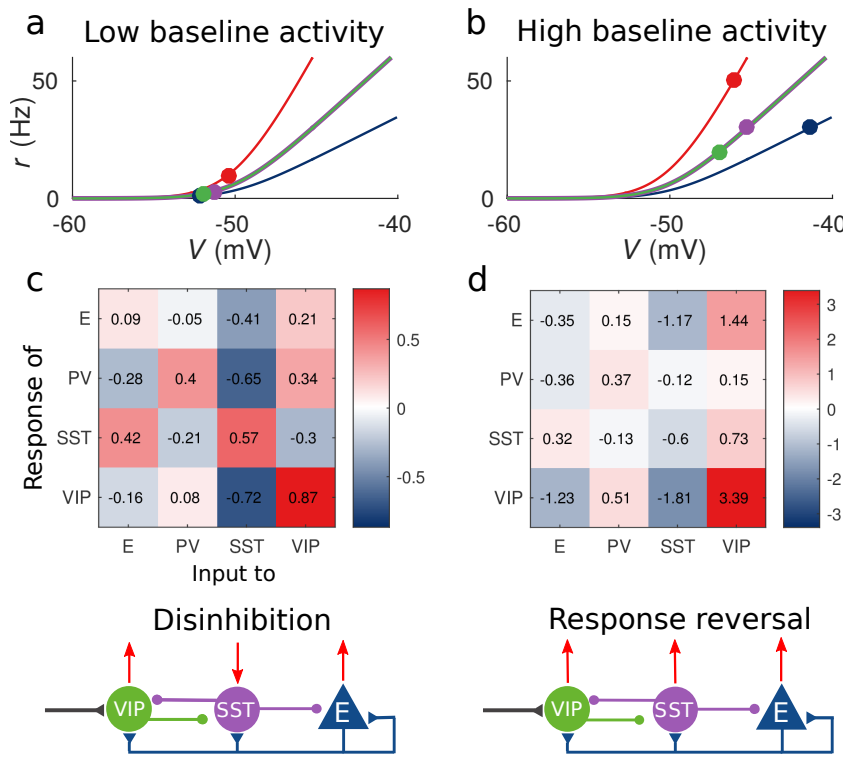 a
Low baseline activity
b
High baseline activity
50
0
r (Hz)
-60
-50
-40
V (mV)
50
0
-60
-50
-40
V (mV)
c
Response of
E
0.09
-0.05
-0.41
0.21
PV
-0.28
0.4
-0.65
0.34
SST
0.42
-0.21
0.57
-0.3
VIP
-0.16
0.08
-0.72
0.87
E
PV
SST
VIP
Input to
0.5
0
-0.5
d
E
-0.35
0.15
-1.17
1.44
PV
-0.36
0.37
-0.12
0.15
SST
0.32
-0.13
-0.6
0.73
VIP
-1.23
0.51
-1.81
3.39
E
PV
SST
VIP
3
2
1
0
-1
-2
-3
Disinhibition
VIP
SST
E
Response reversal
VIP
SST
E